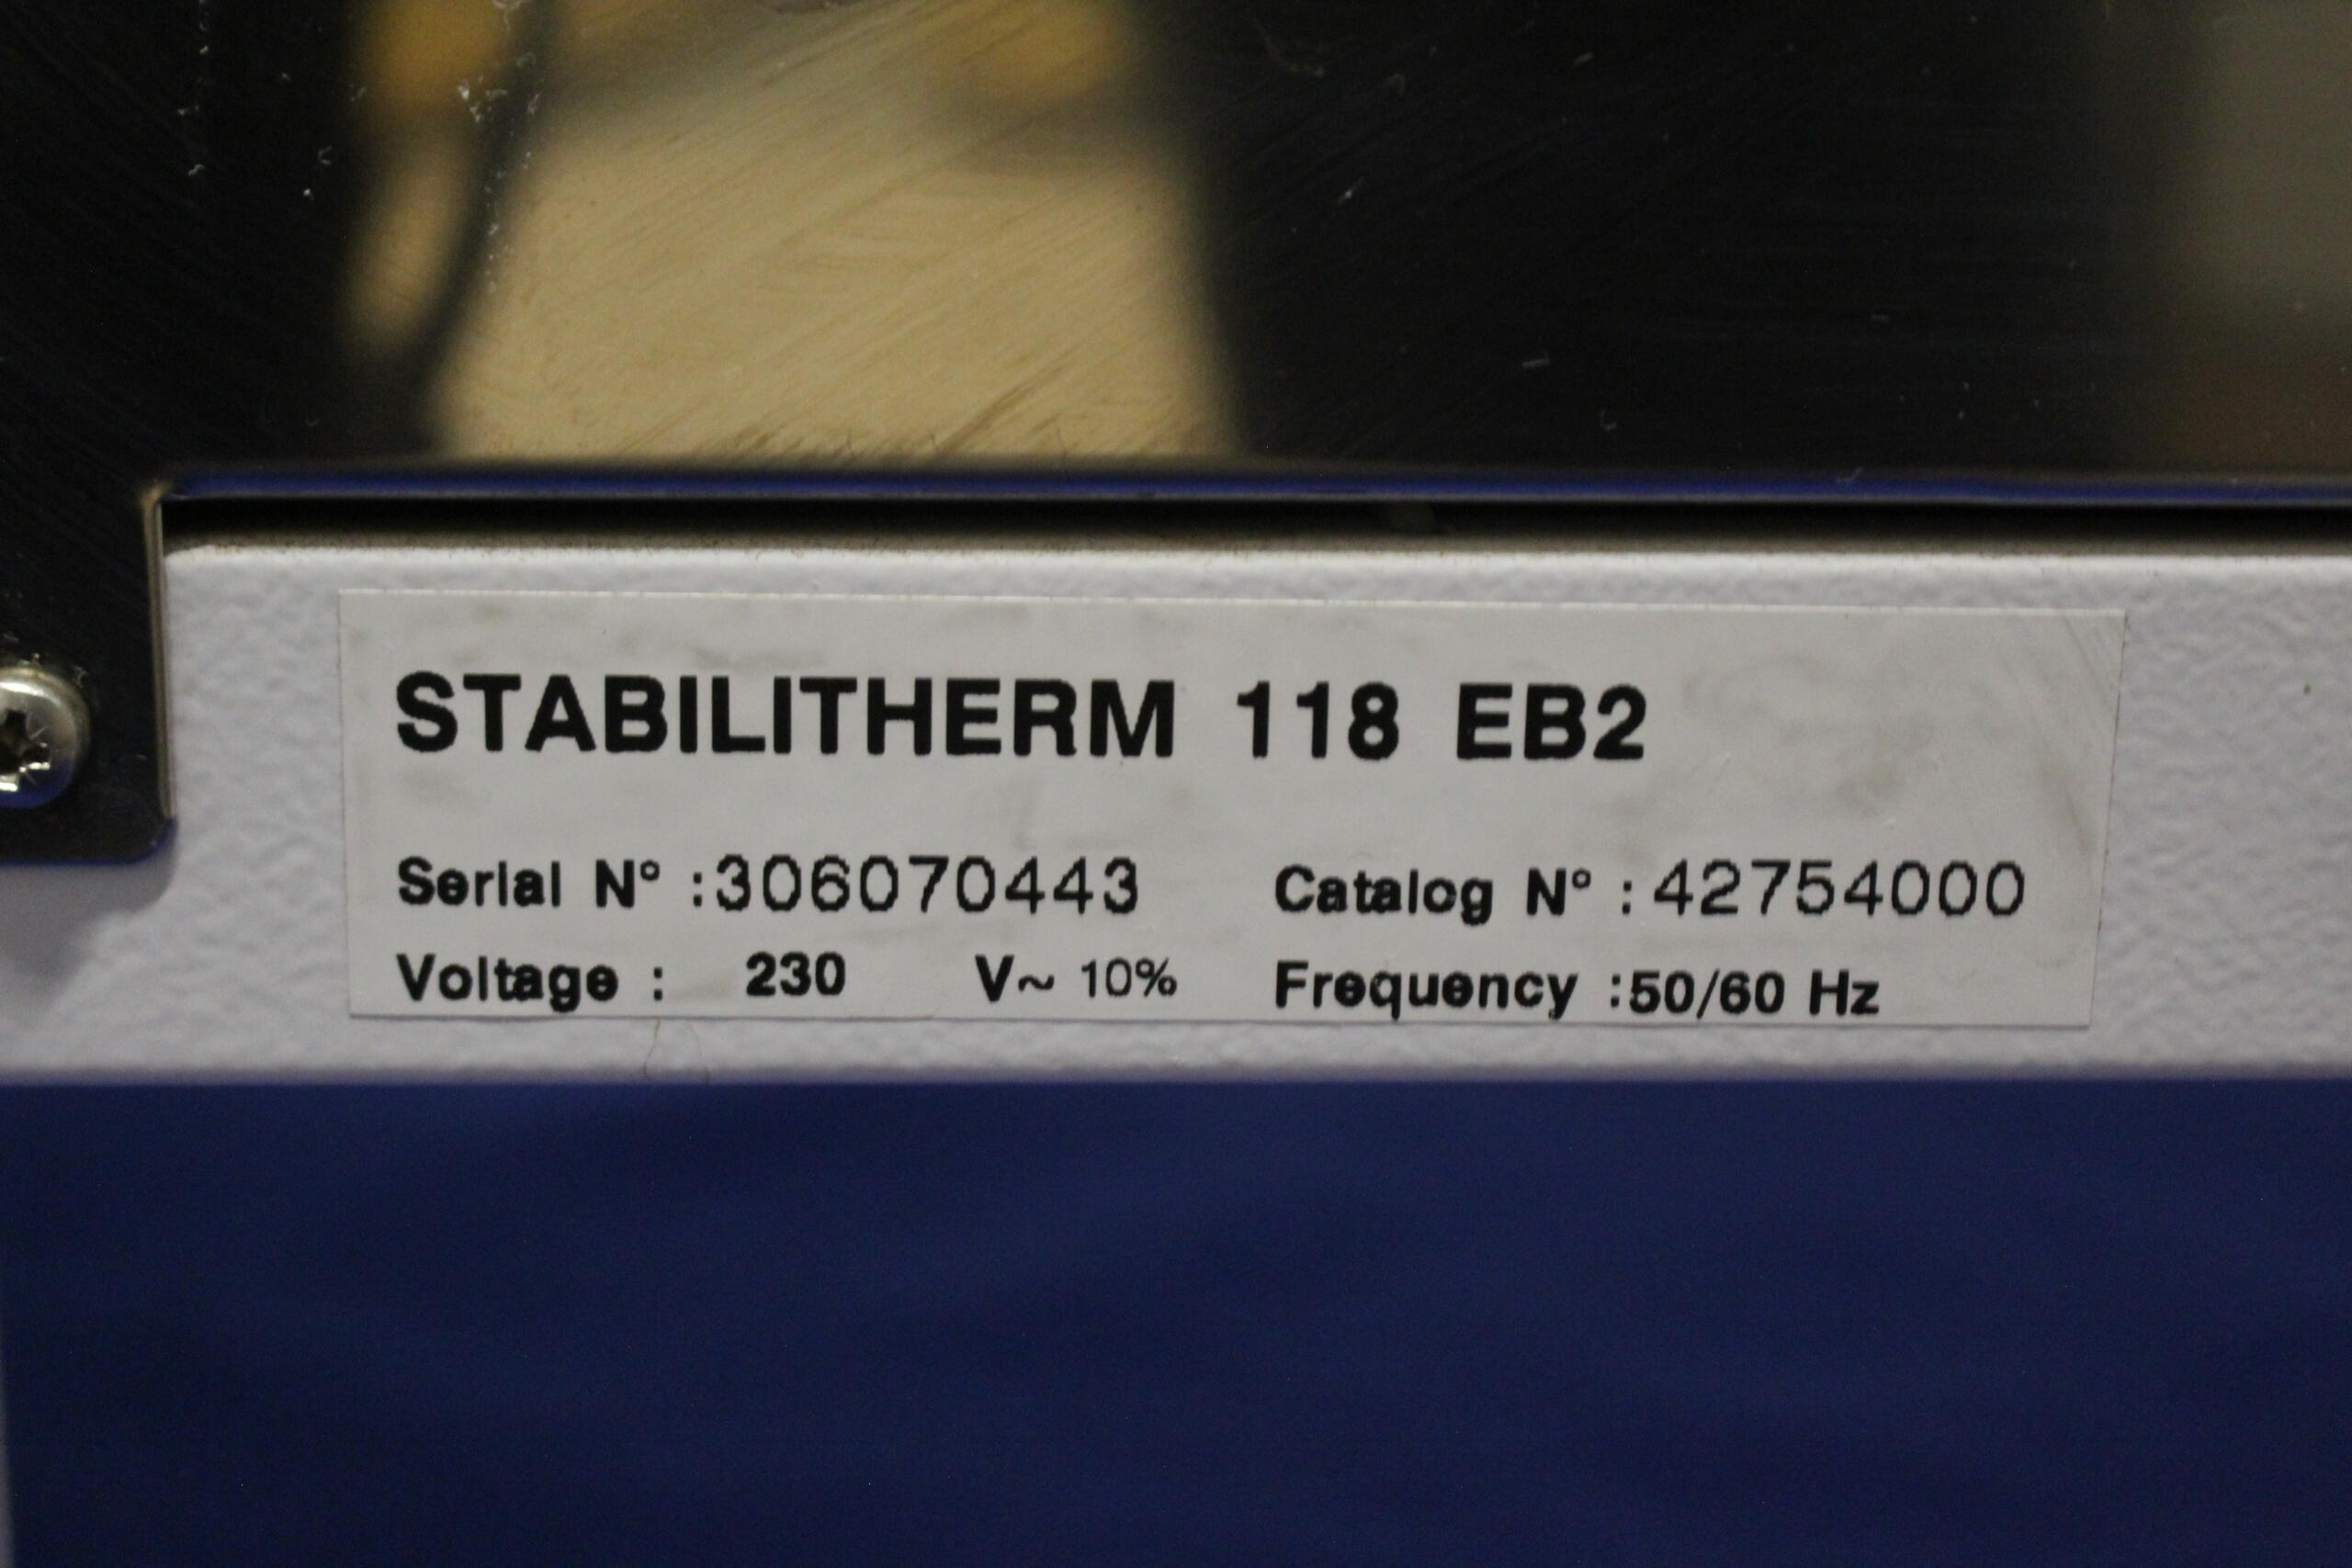 STABILITHERM 118 EB2
Serial N° :306070443 Catalog N° :42754000
Voltage : 230 V~ 10% Frequency :50/60 Hz